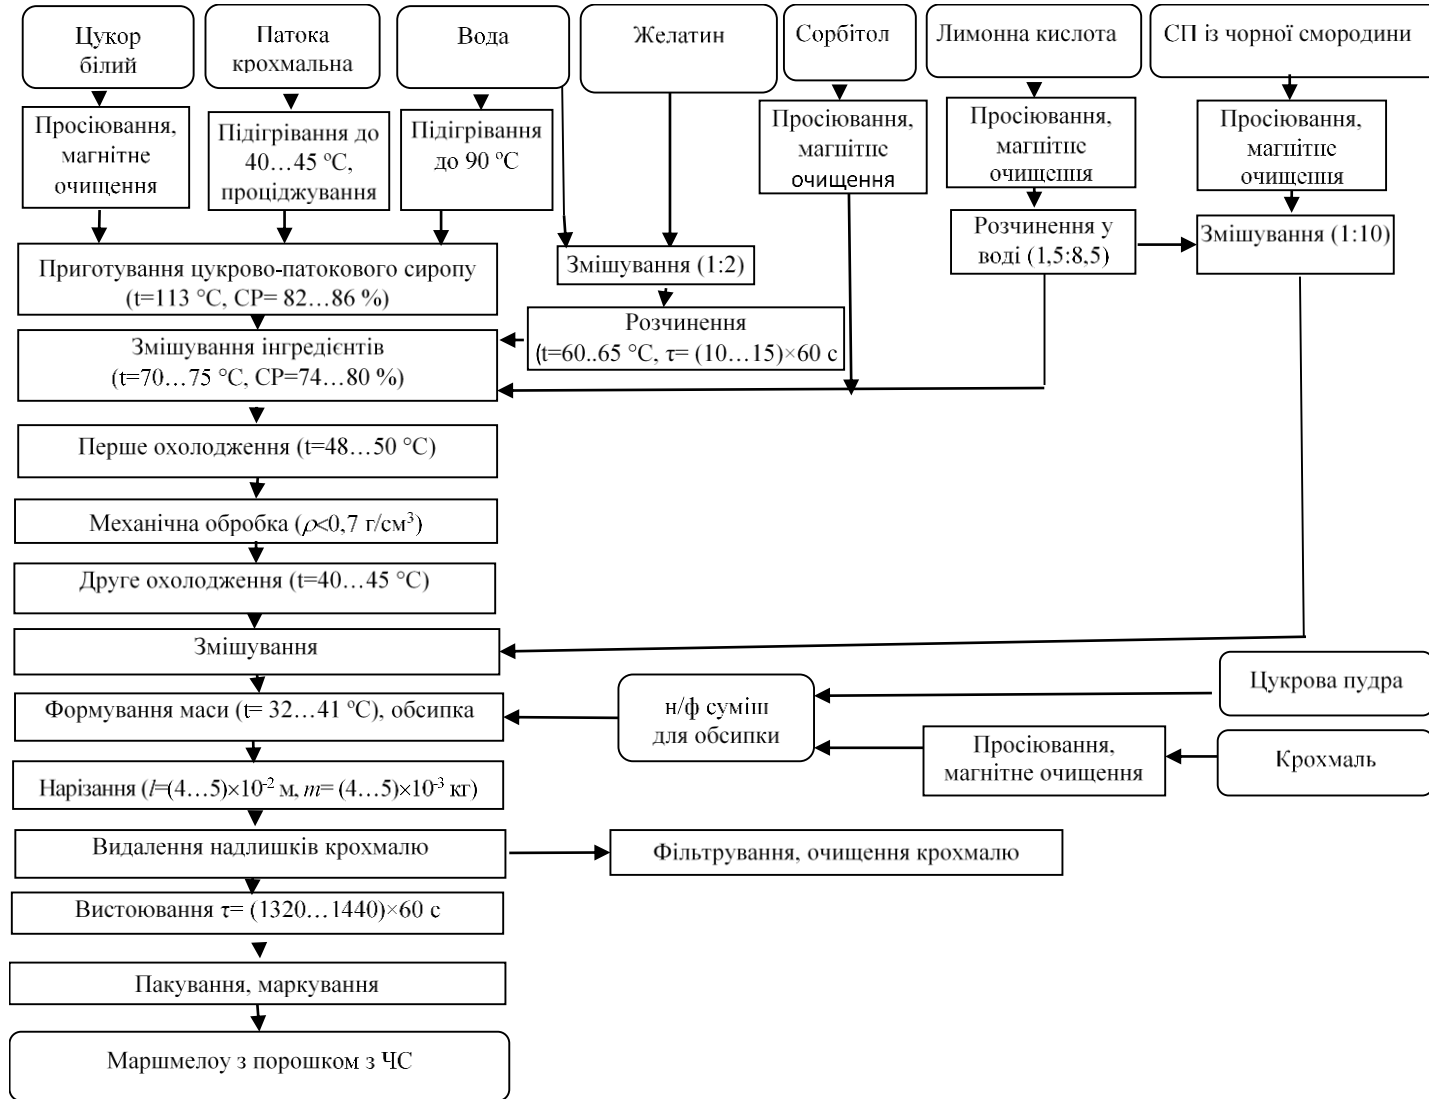 Цукор
білий
Патока
крохмальна
Вода
Желатин
Сорбітол
Лимонна кислота
СП із чорної смородини
Просіювання,
магнітне
очищення
Підігрівання до
40…45 °С,
проціджування
Підігрівання
до 90 °С
Просіювання,
магнітне
очищення
Просіювання,
магнітне
очищення
Просіювання,
магнітне
очищення
Розчинення у
воді (1,5:8,5)
Змішування (1:10)
Приготування цукрово-патокового сиропу
(t=113 °С, СР= 82…86 %)
Змішування (1:2)
Розчинення
(t=60..65 °С, τ= (10…15)×60 с
Змішування інгредієнтів
(t=70…75 °С, СР=74…80 %)
Перше охолодження (t=48…50 °С)
Механічна обробка (ρ<0,7 г/см³)
Друге охолодження (t=40…45 °С)
Змішування
Формування маси (t= 32…41 °С), обсипка
н/ф суміш
для обсипки
Цукрова пудра
Просіювання,
магнітне очищення
Крохмаль
Нарізання (l=(4…5)×10⁻² м, m= (4…5)×10⁻³ кг)
Видалення надлишків крохмалю
Фільтрування, очищення крохмалю
Вистоювання τ= (1320…1440)×60 с
Пакування, маркування
Маршмелоу з порошком з ЧС